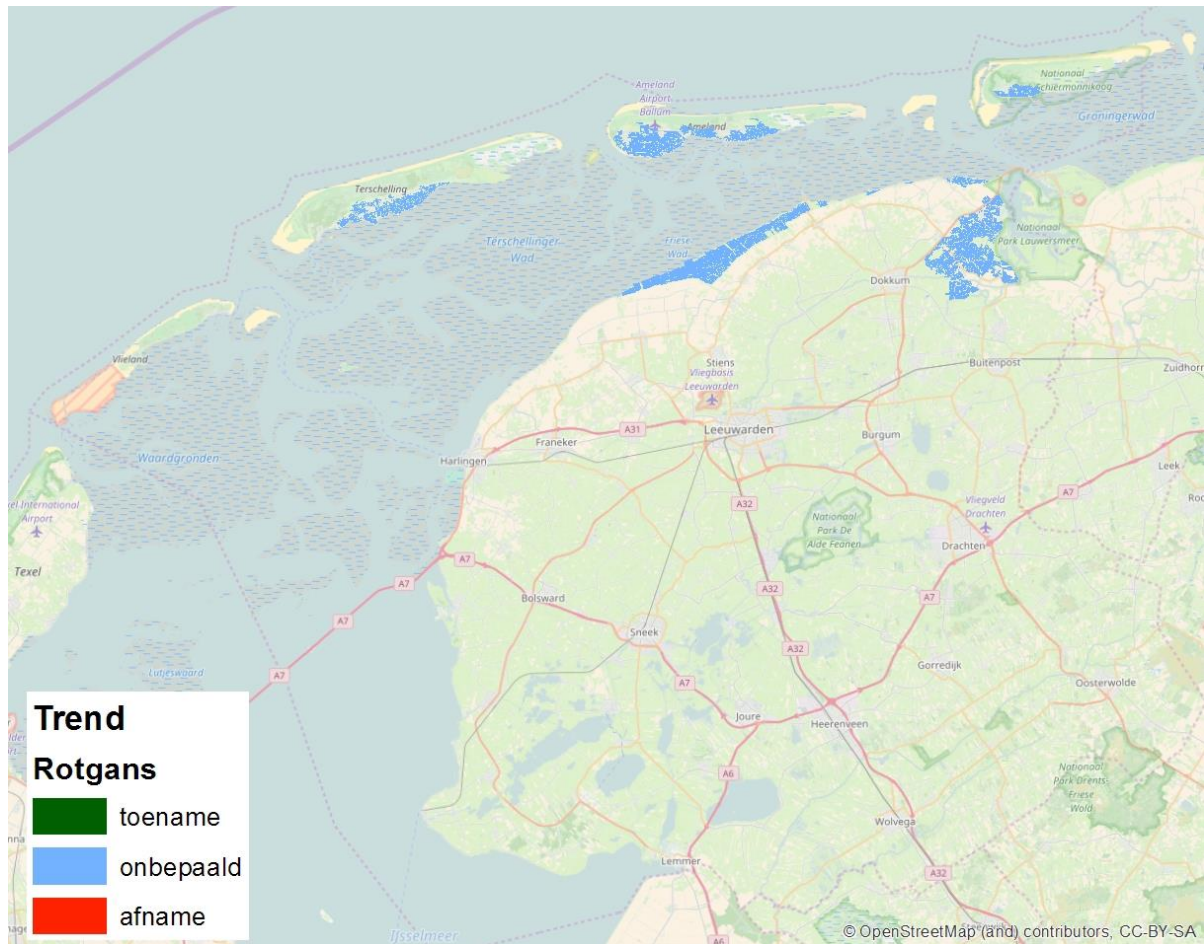 Ameland
Airport
Ballum
Ameland
Nationaal
Schiermonnikoog
Groningerwad
Terschelling
Terschellinger
Wad
Friese
Wad
Nationaal
Park Lauwersmeer
Dokkum
Vlieland
Stiens
Vliegbasis
Leeuwarden
Buitenpost
Zuidhorn
Waardgronden
Leeuwarden
A31
Franeker
Harlingen
Burgum
Leek
A7
Airport
Texel
A32
Nationaal
Park De
Alde Feanen
Vliegveld
Drachten
Drachten
A7
A7
A7
A32
A7
Bolsward
Sneek
A32
Lutjeswaard
A7
A7
Gorredijk
Oosterwolde
Joure
Heerenveen
A6
Nationaal
Park Drents-
Friese
Wold
Wolvega
Lemmer
A32
A6
IJsselmeer
Trend
Rotgans
toename
onbepaald
afname
© OpenStreetMap (and) contributors, CC-BY-SA